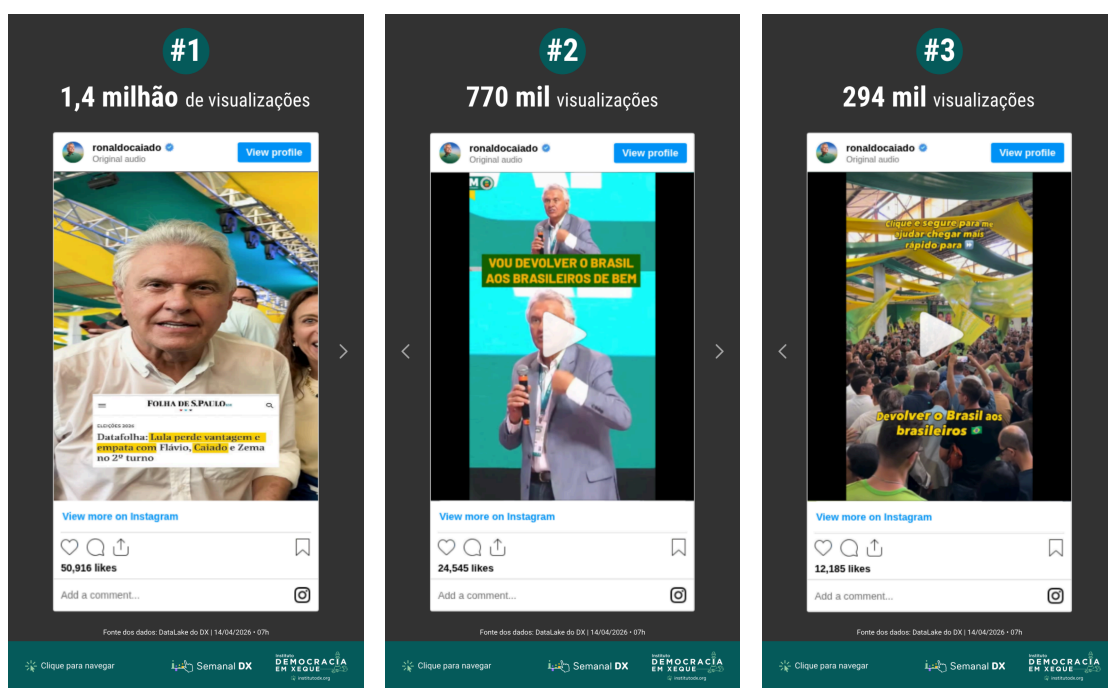 #1
1,4 milhão de visualizações
ronaldocaiado
Original audio
View profile
FOLHA DE S.PAULO
ELEIÇÕES 2026
Datafolha: Lula perde vantagem e
empata com Flávio, Caiado e Zema
no 2º turno
View more on Instagram
50,916 likes
Add a comment...
Fonte dos dados: DataLake do DX | 14/04/2026 • 07h
Clique para navegar
Semanal DX
instituto
DEMOCRACIA
EM XEQUE
institutodx.org
#2
770 mil visualizações
ronaldocaiado
Original audio
View profile
VOU DEVOLVER O BRASIL
AOS BRASILEIROS DE BEM
View more on Instagram
24,545 likes
Add a comment...
Fonte dos dados: DataLake do DX | 14/04/2026 • 07h
Clique para navegar
Semanal DX
instituto
DEMOCRACIA
EM XEQUE
institutodx.org
#3
294 mil visualizações
ronaldocaiado
Original audio
View profile
Clique e segure para me
ajudar chegar mais
rápido para
Devolver o Brasil aos
brasileiros
View more on Instagram
12,185 likes
Add a comment...
Fonte dos dados: DataLake do DX | 14/04/2026 • 07h
Clique para navegar
Semanal DX
instituto
DEMOCRACIA
EM XEQUE
institutodx.org